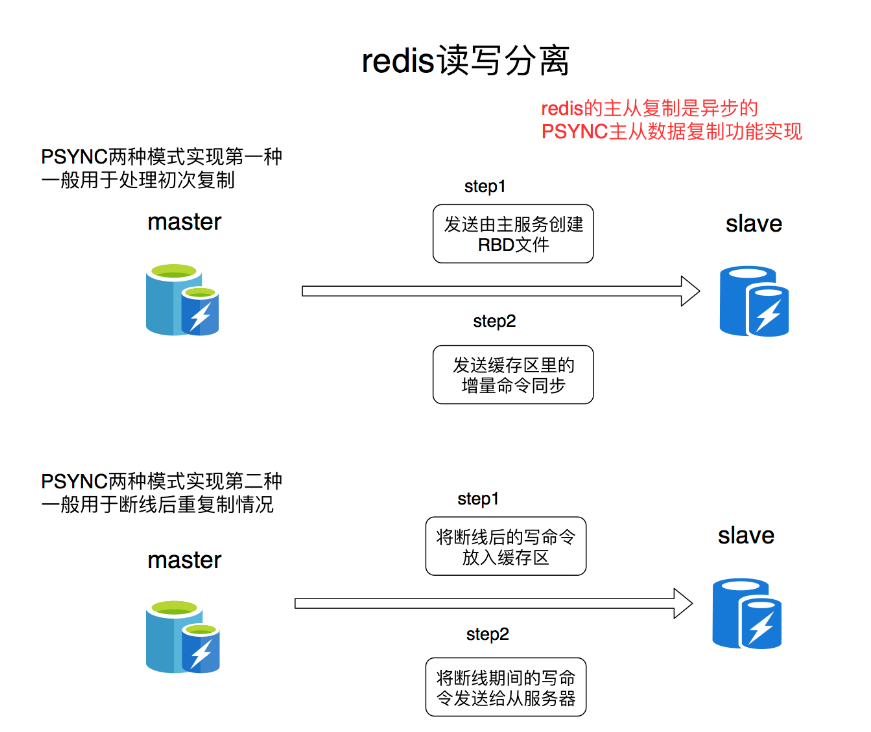 redis读写分离
redis的主从复制是异步的
PSYNC主从数据复制功能实现
PSYNC两种模式实现第一种
一般用于处理初次复制
master
step1
发送由主服务创建
RBD文件
slave
step2
发送缓存区里的
增量命令同步
PSYNC两种模式实现第二种
一般用于断线后重复制情况
master
step1
将断线后的写命令
放入缓存区
slave
step2
将断线期间的写命
令发送给从服务器